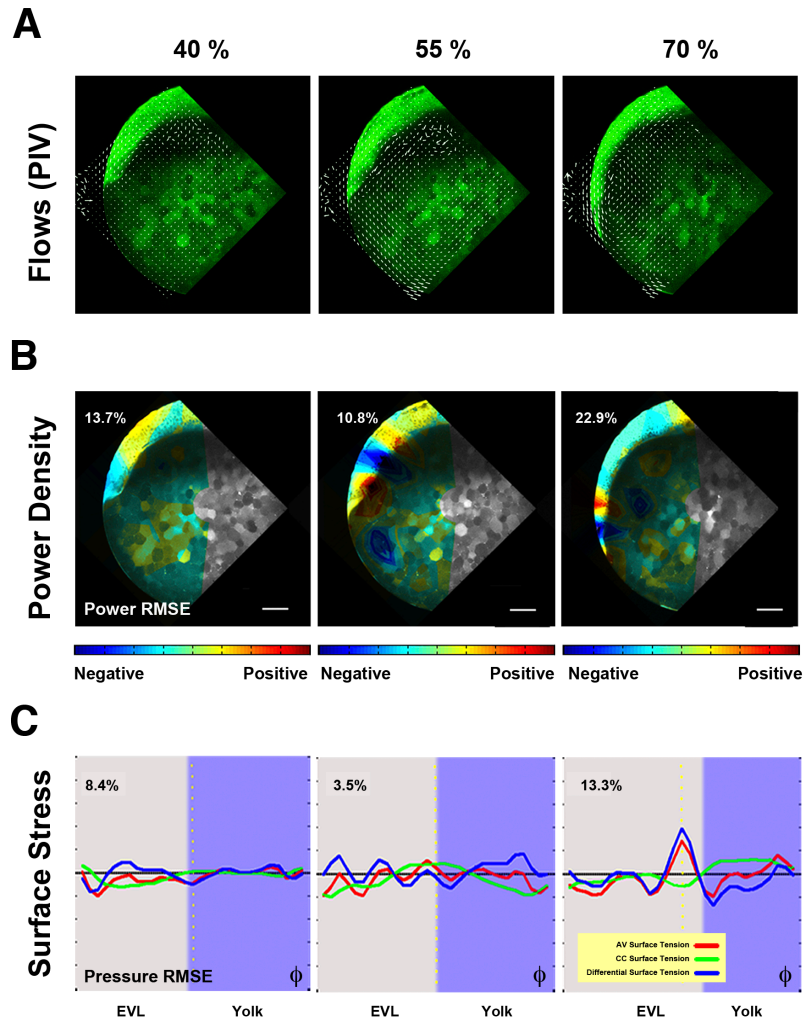 A
40 %
55 %
70 %
Flows (PIV)
B
Power Density
13.7%
10.8%
22.9%
Power RMSE
Negative
Positive
Negative
Positive
Negative
Positive
C
Surface Stress
8.4%
3.5%
13.3%
AV Surface Tension
CC Surface Tension
Differential Surface Tension
Pressure RMSE
ϕ
ϕ
ϕ
EVL
Yolk
EVL
Yolk
EVL
Yolk